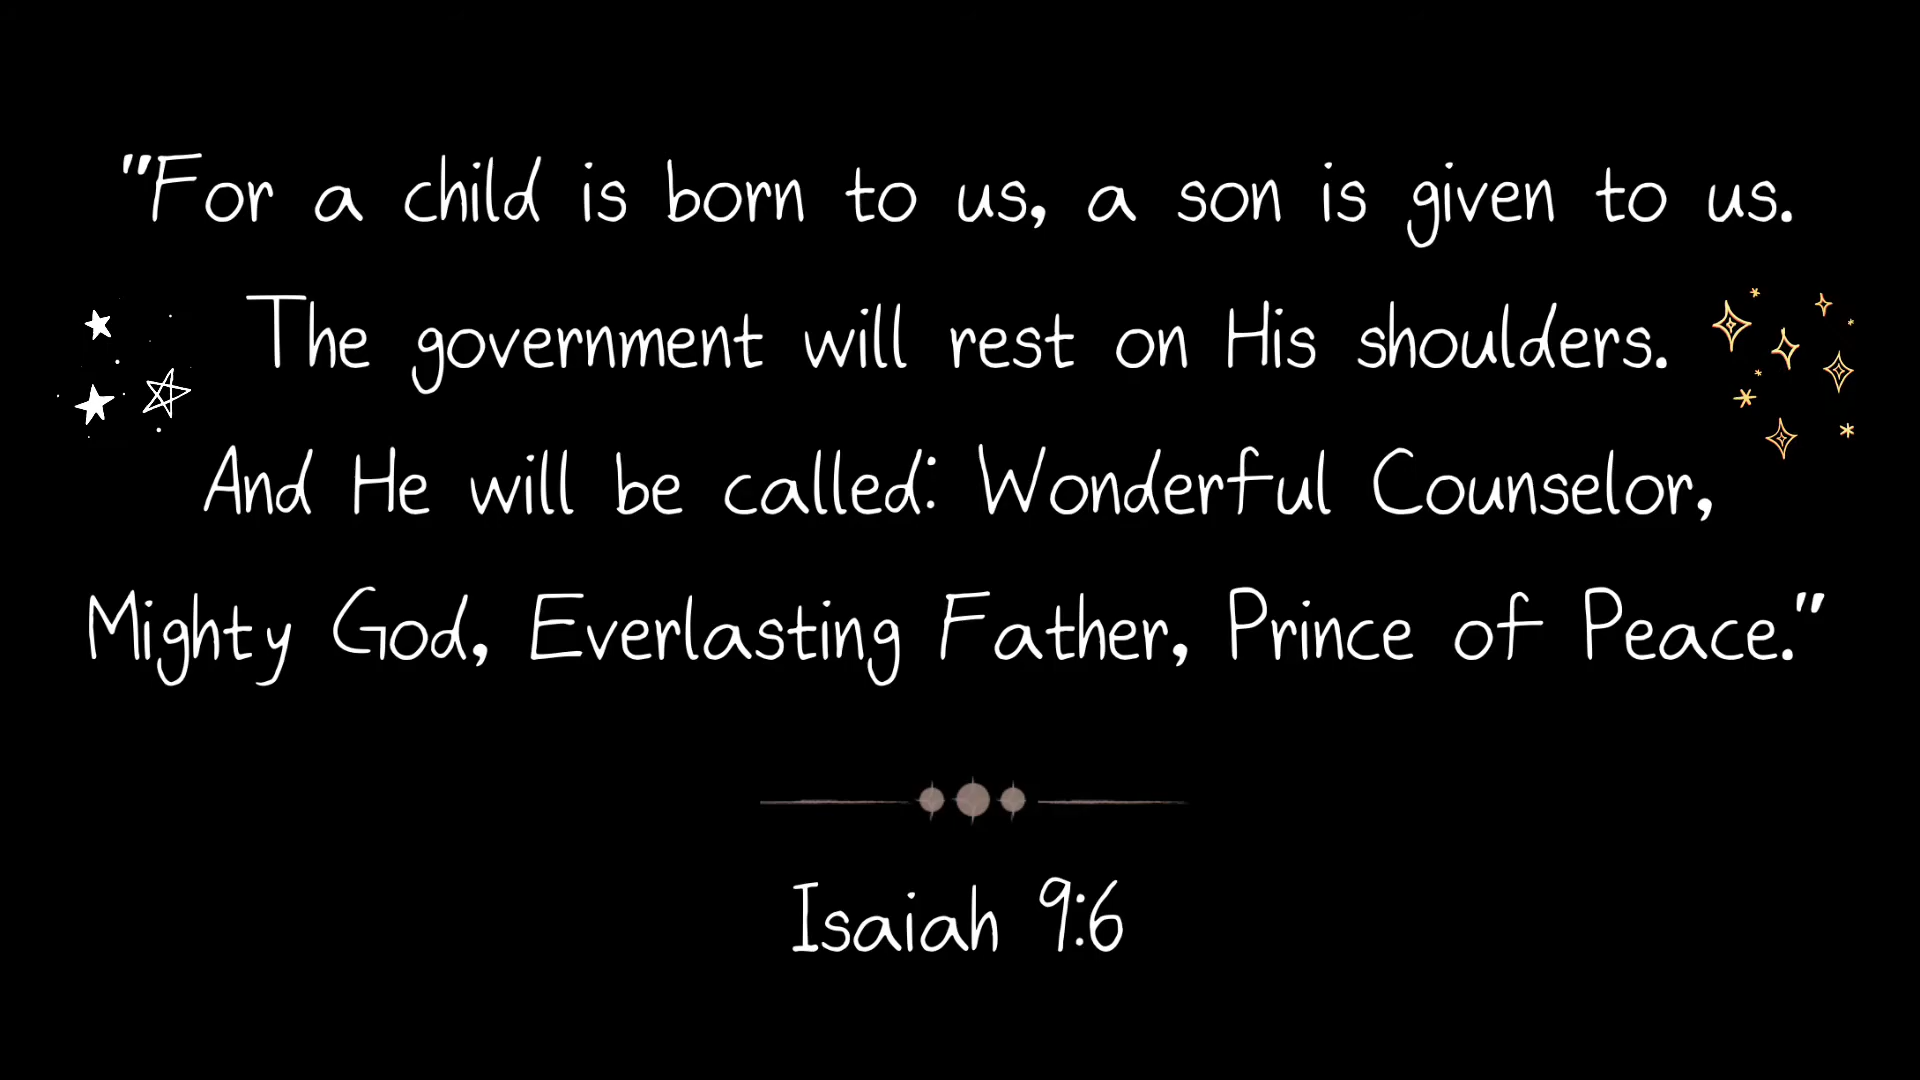 "For a child is born to us, a son is given to us.
The government will rest on His shoulders.
And He will be called: Wonderful Counselor,
Mighty God, Everlasting Father, Prince of Peace."
Isaiah 9:6